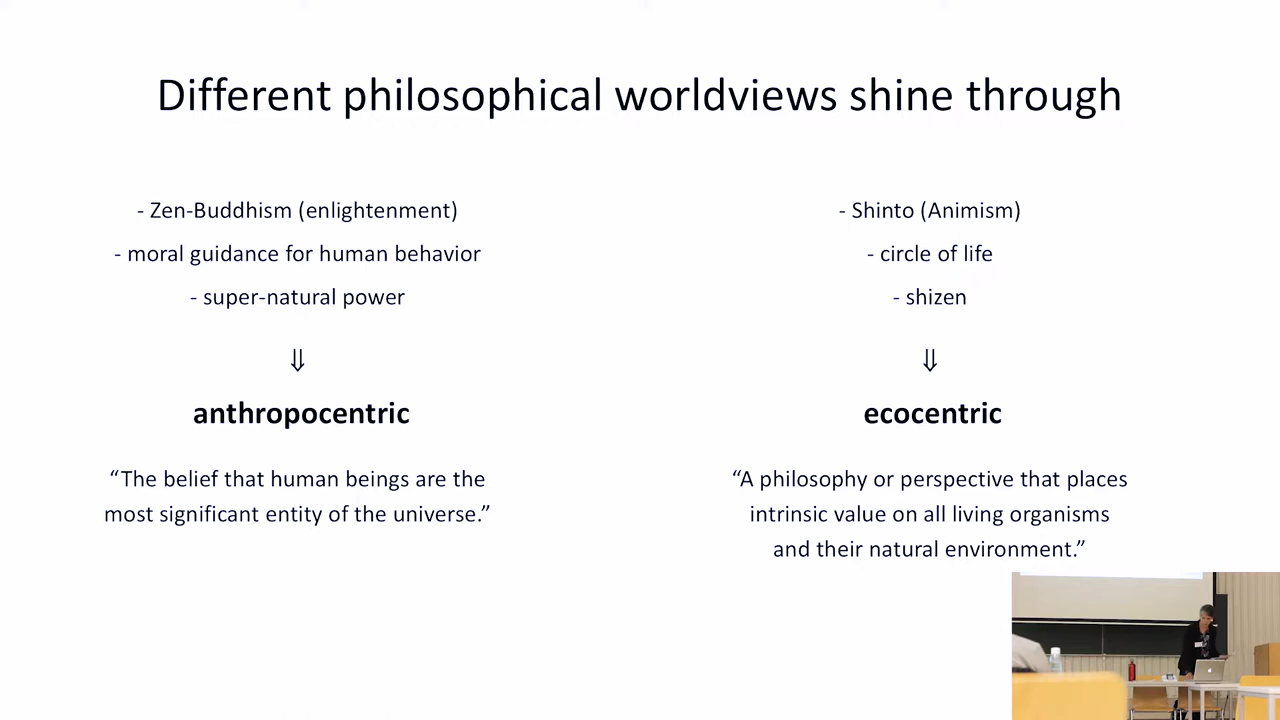 Different philosophical worldviews shine through
- Zen-Buddhism (enlightenment)
- moral guidance for human behavior
- super-natural power
⇓
anthropocentric
“The belief that human beings are the
most significant entity of the universe.”
- Shinto (Animism)
- circle of life
- shizen
⇓
ecocentric
“A philosophy or perspective that places
intrinsic value on all living organisms
and their natural environment.”